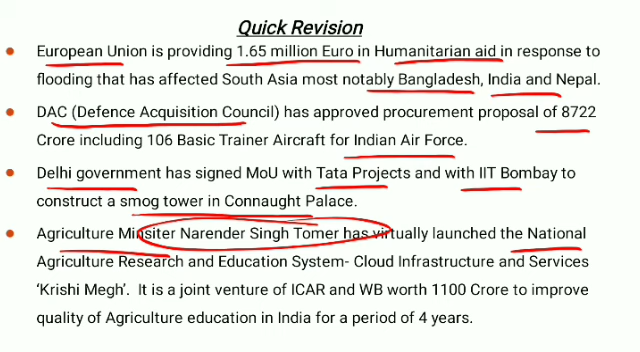 Quick Revision
European Union is providing 1.65 million Euro in Humanitarian aid in response to
flooding that has affected South Asia most notably Bangladesh, India and Nepal.
DAC (Defence Acquisition Council) has approved procurement proposal of 8722
Crore including 106 Basic Trainer Aircraft for Indian Air Force.
Delhi government has signed MoU with Tata Projects and with IIT Bombay to
construct a smog tower in Connaught Palace.
Agriculture Minsiter Narender Singh Tomer has virtually launched the National
Agriculture Research and Education System- Cloud Infrastructure and Services
‘Krishi Megh’. It is a joint venture of ICAR and WB worth 1100 Crore to improve
quality of Agriculture education in India for a period of 4 years.